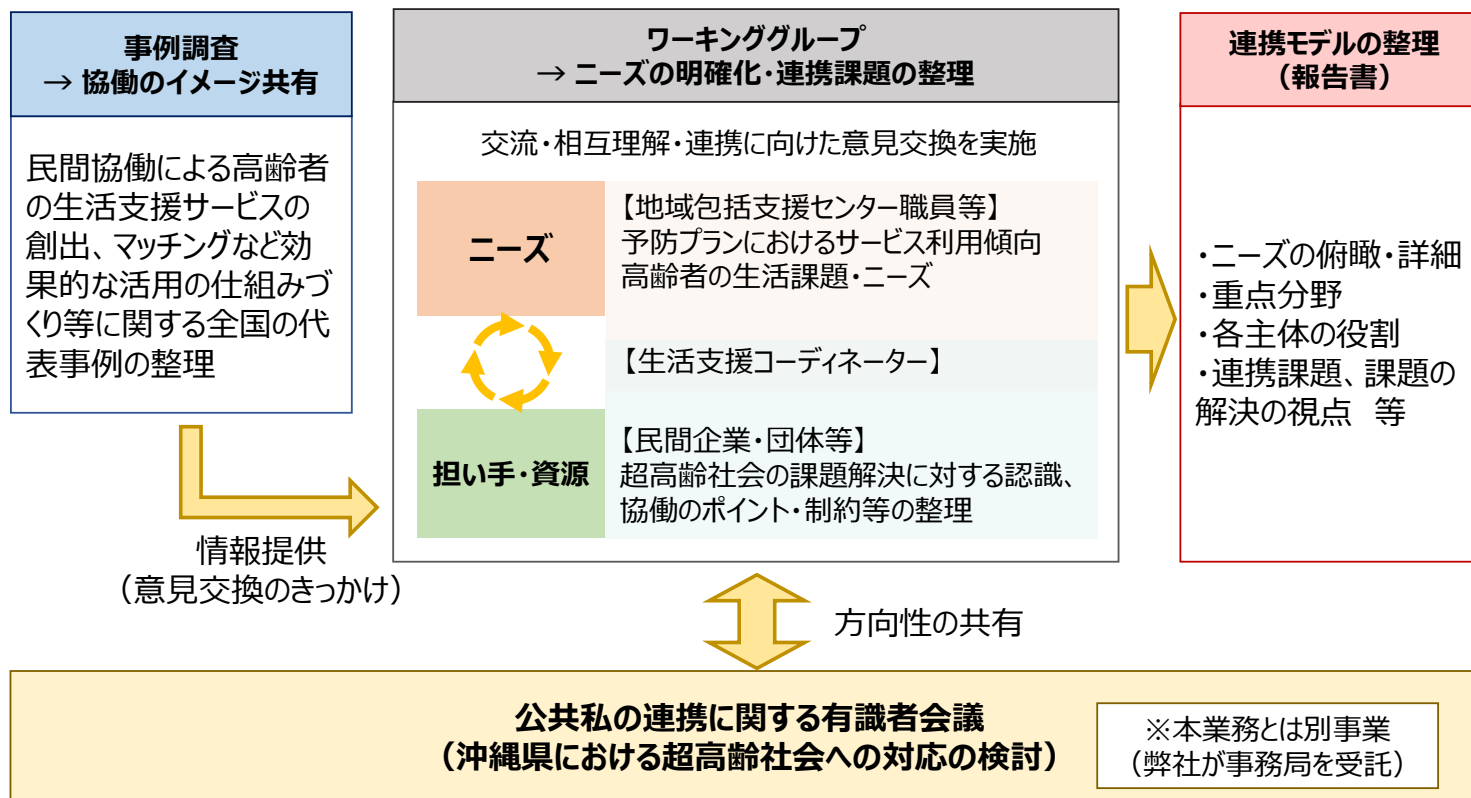 事例調査
→ 協働のイメージ共有
民間協働による高齢者
の生活支援サービスの
創出、マッチングなど効
果的な活用の仕組みづ
くり等に関する全国の代
表事例の整理
情報提供
（意見交換のきっかけ）
ワーキンググループ
→ ニーズの明確化・連携課題の整理
交流・相互理解・連携に向けた意見交換を実施
ニーズ
【地域包括支援センター職員等】
予防プランにおけるサービス利用傾向
高齢者の生活課題・ニーズ
【生活支援コーディネーター】
担い手・資源
【民間企業・団体等】
超高齢社会の課題解決に対する認識、
協働のポイント・制約等の整理
連携モデルの整理
（報告書）
・ニーズの俯瞰・詳細
・重点分野
・各主体の役割
・連携課題、課題の
解決の視点　等
方向性の共有
公共私の連携に関する有識者会議
（沖縄県における超高齢社会への対応の検討）
※本業務とは別事業
（弊社が事務局を受託）